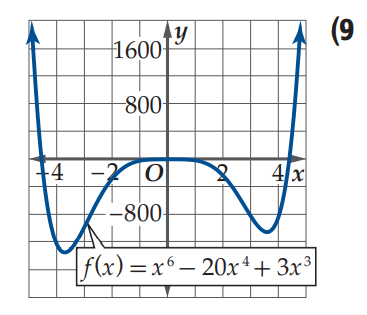 (9
y
1600
800
-4 -2 O 2 4 x
-800
f(x) = x⁶ – 20x⁴ + 3x³